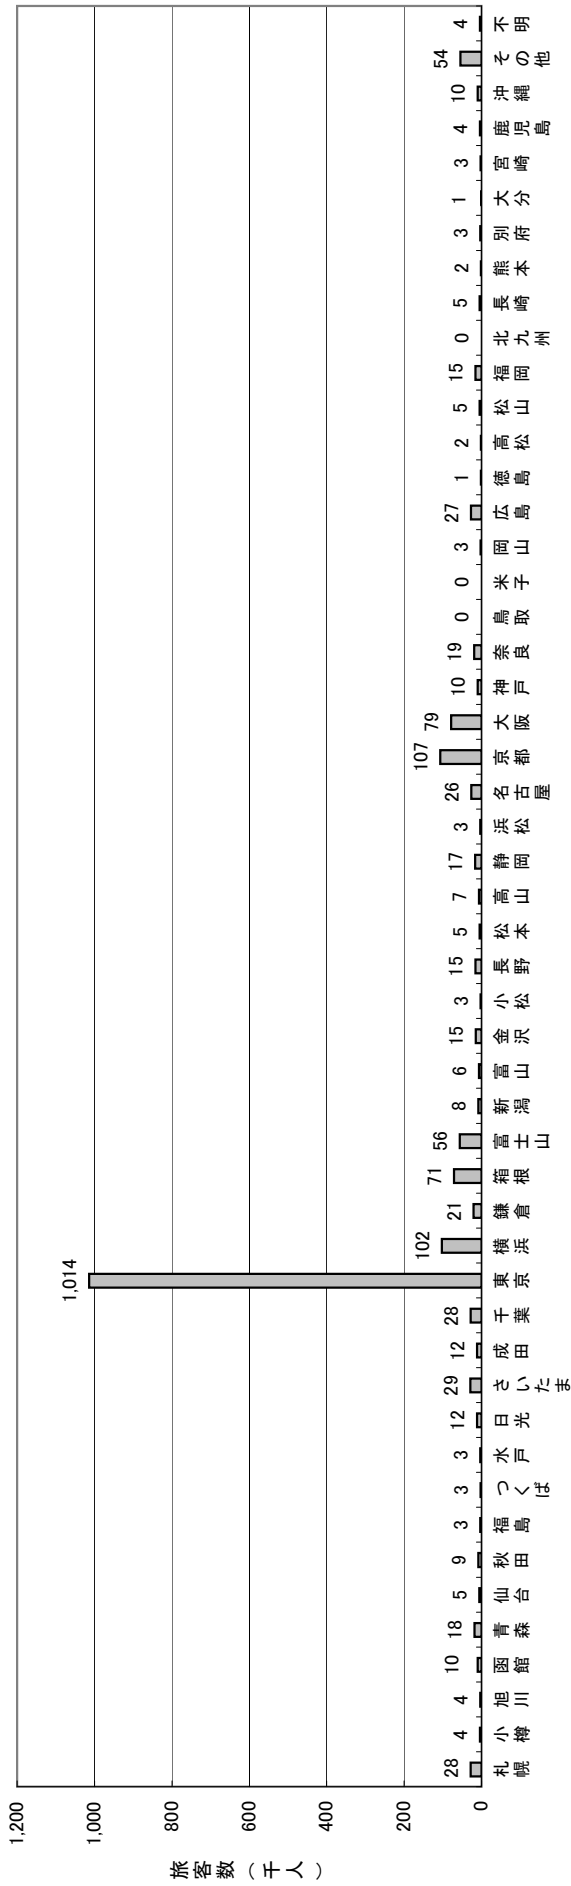 旅客数（千人）
1,200
1,000
800
600
400
200
0
28
4
4
10
18
5
9
3
3
3
12
29
12
28
1,014
102
21
71
56
8
6
15
3
15
5
7
17
3
26
107
79
10
19
0
0
3
27
1
2
5
15
0
5
2
3
1
3
4
10
54
4
札幌
小樽
旭川
函館
青森
仙台
秋田
福島
つくば
水戸
日光
さいたま
成田
千葉
東京
横浜
鎌倉
箱根
富士山
新潟
富山
金沢
小松
長野
松本
高山
静岡
浜松
名古屋
京都
大阪
神戸
奈良
鳥取
米子
岡山
広島
徳島
高松
松山
福岡
北九州
長崎
熊本
別府
大分
宮崎
鹿児島
沖縄
その他
不明